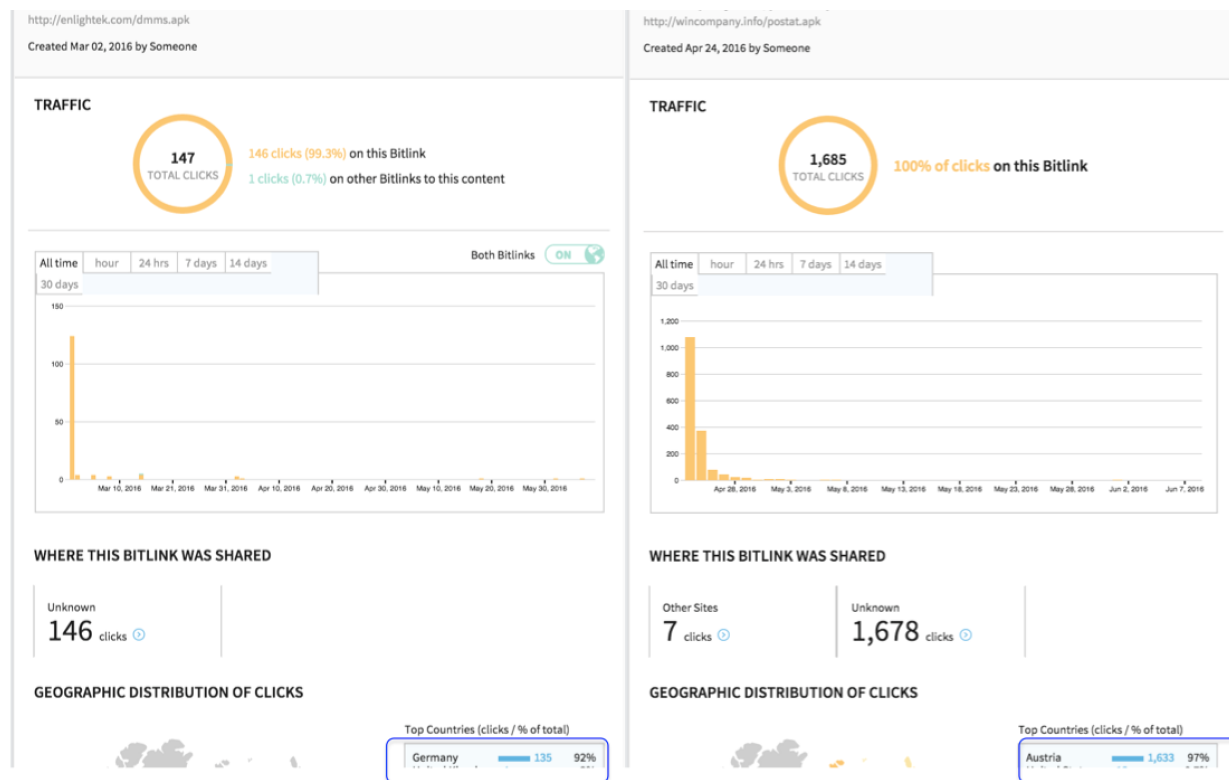 http://enlightek.com/dmms.apk
Created Mar 02, 2016 by Someone
TRAFFIC
147
TOTAL CLICKS
146 clicks (99.3%) on this Bitlink
1 clicks (0.7%) on other Bitlinks to this content
Both Bitlinks ON
All time hour 24 hrs 7 days 14 days
30 days
150
100
50
0
Mar 10, 2016 Mar 21, 2016 Mar 31, 2016 Apr 10, 2016 Apr 20, 2016 Apr 30, 2016 May 10, 2016 May 20, 2016 May 30, 2016
WHERE THIS BITLINK WAS SHARED
Unknown
146 clicks
GEOGRAPHIC DISTRIBUTION OF CLICKS
Top Countries (clicks / % of total)
Germany 135 92%
http://wincompany.info/postat.apk
Created Apr 24, 2016 by Someone
TRAFFIC
1,685
TOTAL CLICKS
100% of clicks on this Bitlink
All time hour 24 hrs 7 days 14 days
30 days
1,200
1,000
800
600
400
200
0
Apr 28, 2016 May 3, 2016 May 8, 2016 May 13, 2016 May 18, 2016 May 23, 2016 May 28, 2016 Jun 2, 2016 Jun 7, 2016
WHERE THIS BITLINK WAS SHARED
Other Sites
7 clicks
Unknown
1,678 clicks
GEOGRAPHIC DISTRIBUTION OF CLICKS
Top Countries (clicks / % of total)
Austria 1,633 97%